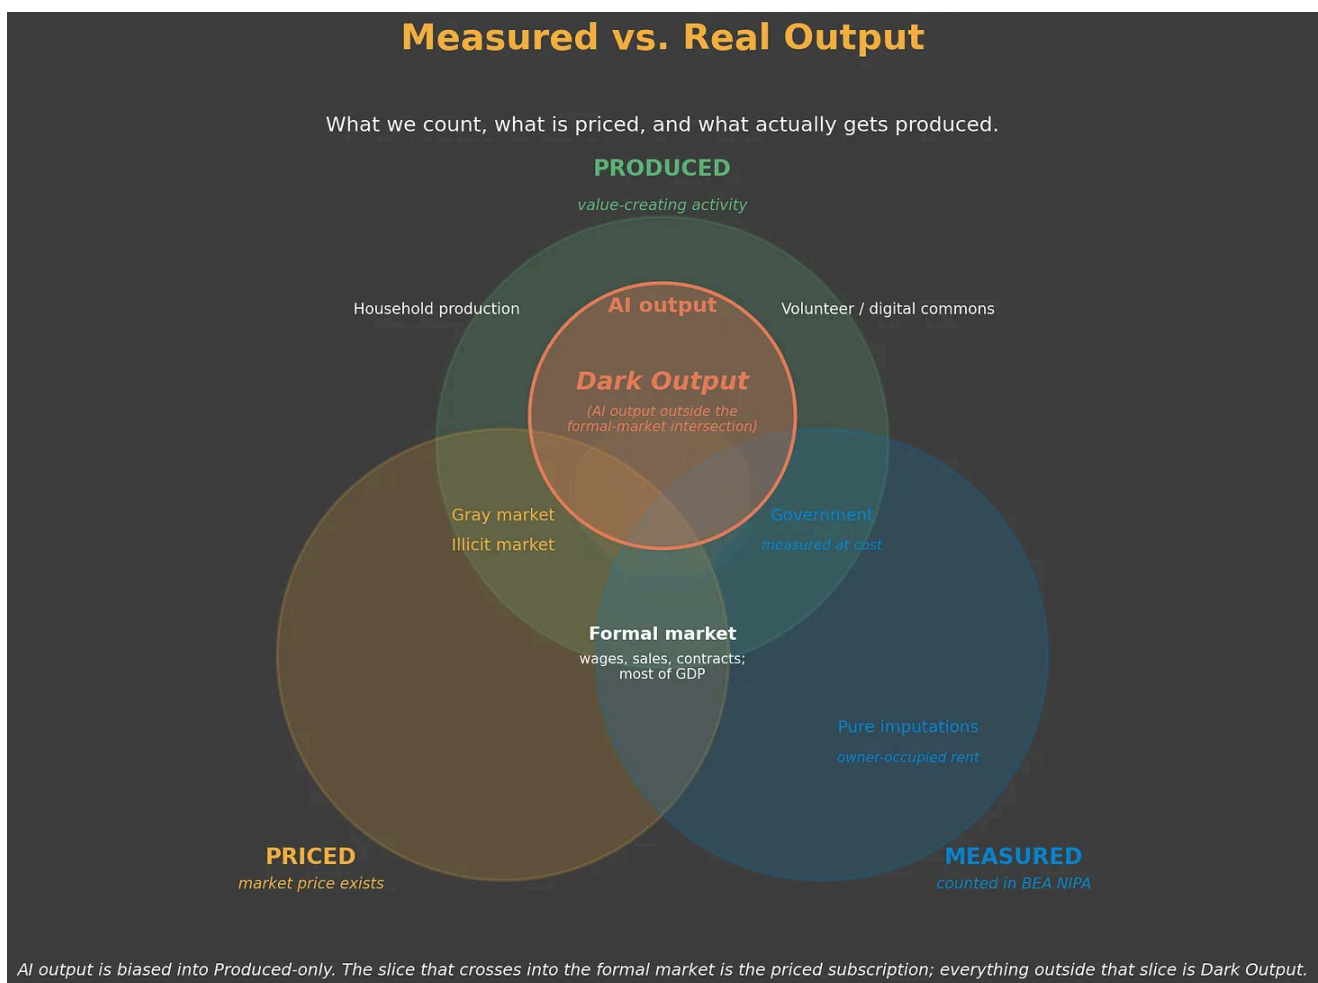 Measured vs. Real Output
What we count, what is priced, and what actually gets produced.
PRODUCED
value-creating activity
AI output
Household production
Volunteer / digital commons
Dark Output
(AI output outside the
formal-market intersection)
Gray market
Illicit market
Government
measured at cost
Formal market
wages, sales, contracts;
most of GDP
Pure imputations
owner-occupied rent
PRICED
market price exists
MEASURED
counted in BEA NIPA
AI output is biased into Produced-only. The slice that crosses into the formal market is the priced subscription; everything outside that slice is Dark Output.